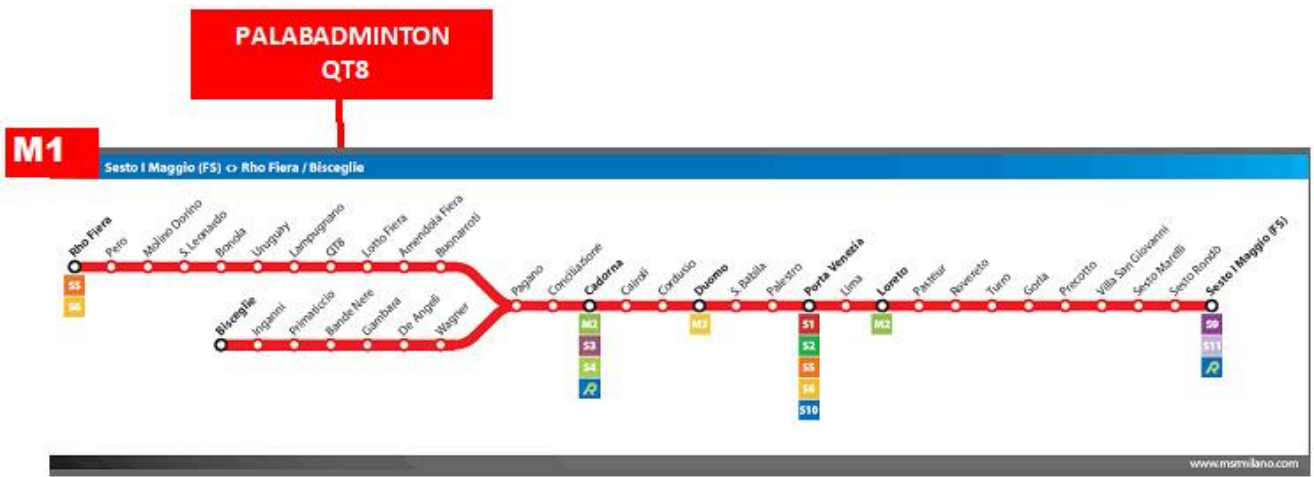 PALABADMINTON
QT8
M1
Sesto I Maggio (FS) <> Rho Fiera / Bisceglie
Rho Fiera
Pero
Molino Dorino
S. Leonardo
Bonola
Uruguay
Lampugnano
QT8
Lotto Fiera
Amendola Fiera
Buonarroti
S5
S6
Bisceglie
Inganni
Primaticcio
Bande Nere
Gambara
De Angeli
Wagner
Pagano
Conciliazione
Cadorna
Cairoli
Cordusio
Duomo
S. Babila
Palestro
Porta Venezia
Lima
Loreto
Pasteur
Rovereto
Turro
Gorla
Precotto
Villa San Giovanni
Sesto Marelli
Sesto Rondò
Sesto I Maggio (FS)
M2
S3
S4
R
M3
S1
S2
S5
S6
S10
M2
S9
S11
R
www.msrmilano.com